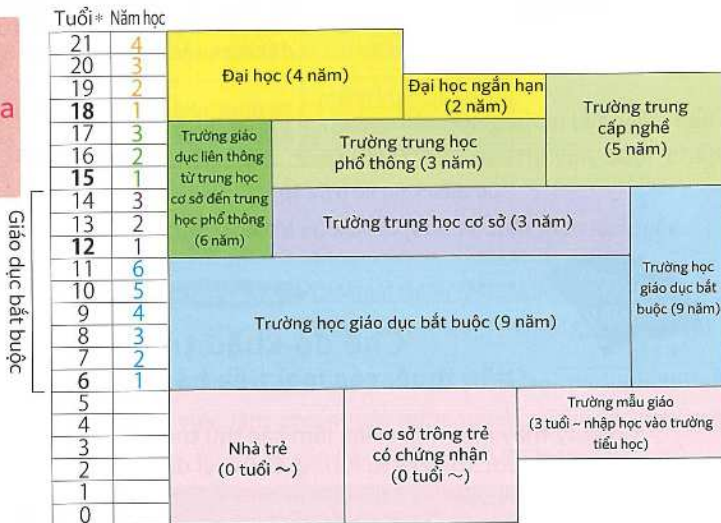 Tuổi* Năm học
21 4
20 3
19 2
18 1
17 3
16 2
15 1
14 3
13 2
12 1
11 6
10 5
9 4
8 3
7 2
6 1
5
4
3
2
1
0
a
Giáo dục bắt buộc
Đại học (4 năm)
Đại học ngắn hạn
(2 năm)
Trường trung
cấp nghề
(5 năm)
Trường giáo
dục liên thông
từ trung học
cơ sở đến trung
học phổ thông
(6 năm)
Trường trung học
phổ thông (3 năm)
Trường trung học cơ sở (3 năm)
Trường học giáo dục bắt buộc (9 năm)
Trường học
giáo dục bắt
buộc (9 năm)
Nhà trẻ
(0 tuổi ~)
Cơ sở trông trẻ
có chứng nhận
(0 tuổi ~)
Trường mẫu giáo
(3 tuổi – nhập học vào trường
tiểu học)